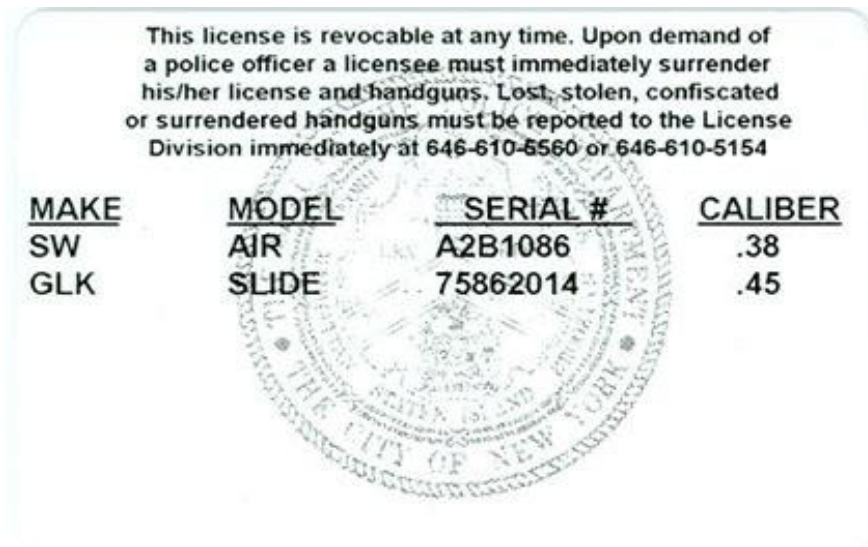 This license is revocable at any time. Upon demand of
a police officer a licensee must immediately surrender
his/her license and handguns. Lost, stolen, confiscated
or surrendered handguns must be reported to the License
Division immediately at 646-610-5560 or 646-610-5154
MAKE MODEL SERIAL # CALIBER
SW AIR A2B1086 .38
GLK SLIDE 75862014 .45
STATEN ISLAND
THE CITY OF NEW YORK